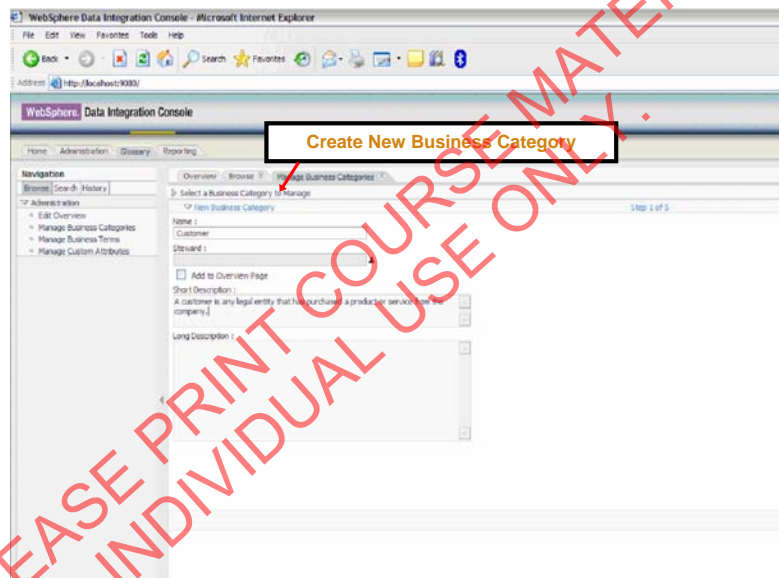 WebSphere Data Integration Console - Microsoft Internet Explorer
File Edit View Favorites Tools Help
Back Search Favorites
Address http://localhost:9080/
WebSphere. Data Integration Console
Create New Business Category
Home Administration Glossary Reporting
Navigation
Browse Search History
Overview Browse X Manage Business Categories X
Select a Business Category to Manage
Administration
New Business Category Step 1 of 5
Edit Overview
Manage Business Categories
Manage Business Terms
Manage Custom Attributes
Name :
Customer
Steward :
Add to Overview Page
Short Description :
A customer is any legal entity that has purchased a product or service from the
company.
Long Description :
EASE PRINT COURSE MATE
INDIVIDUAL USE ONLY.